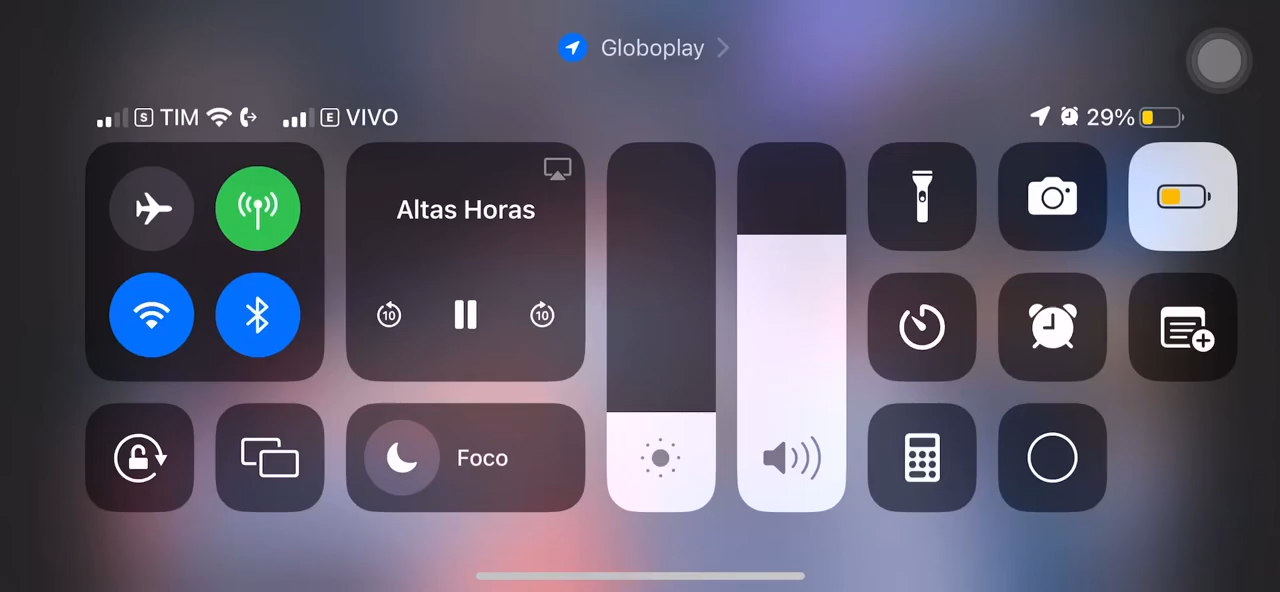 Globoplay
S TIM E VIVO 29%
Altas Horas
10 10
Foco